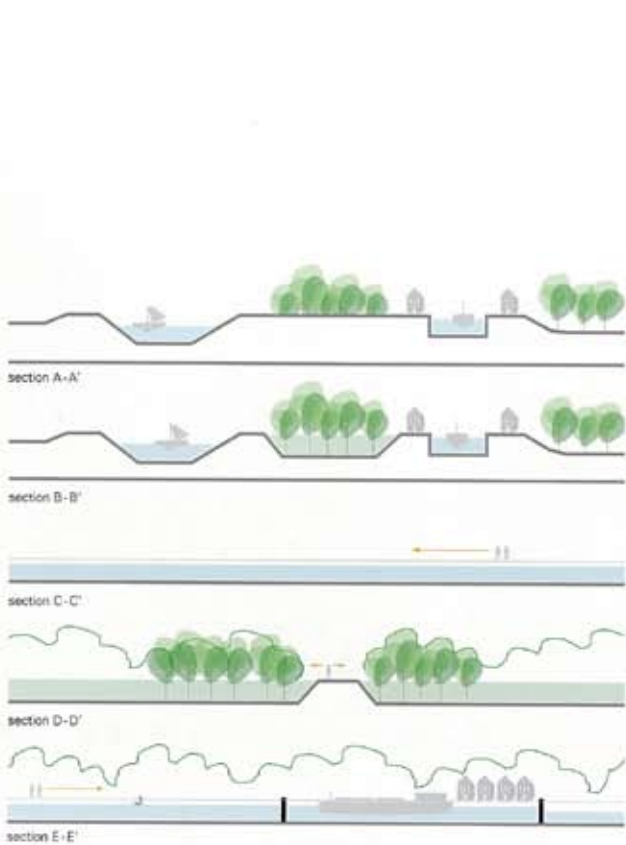 section A-A'
section B-B'
section C-C'
section D-D'
section E-E'